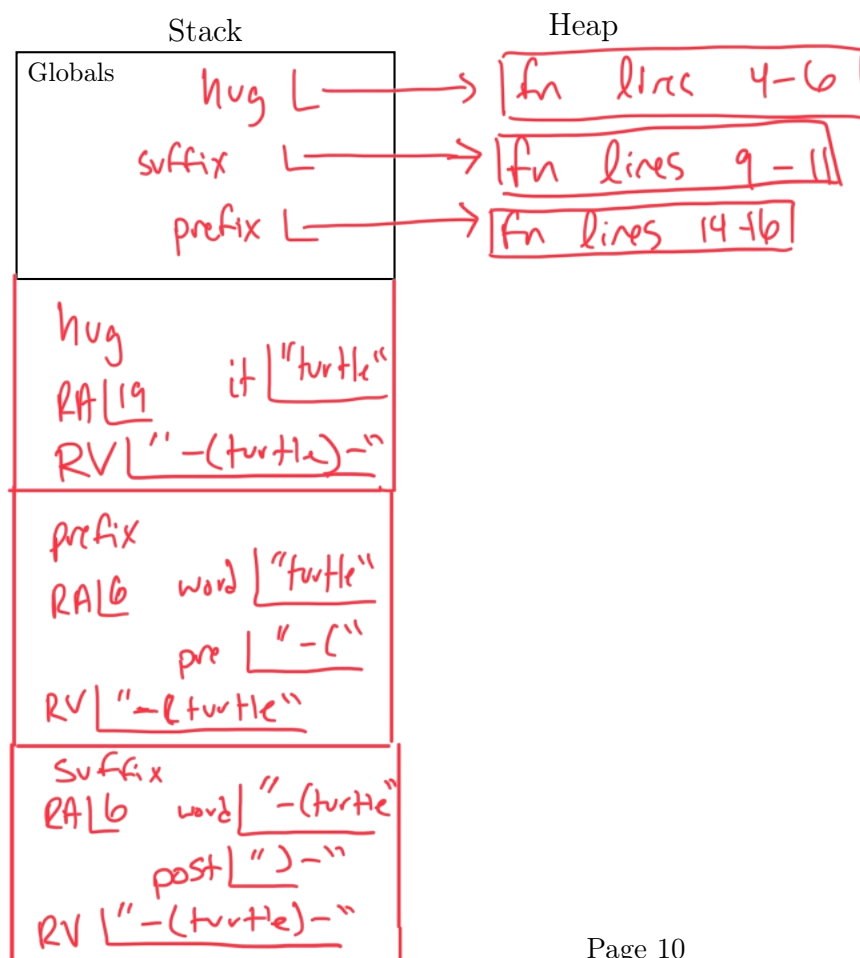 Stack
Heap
Globals
hug
fn lines 4-6
suffix
fn lines 9-11
prefix
fn lines 14-16
hug
it "turtle"
RA 19
RV "-(turtle)-"
prefix
RA 6
word "turtle"
pre "-("
RV "-(turtle"
suffix
RA 6
word "-(turtle"
post ")-"
RV "-(turtle)-"
Page 10